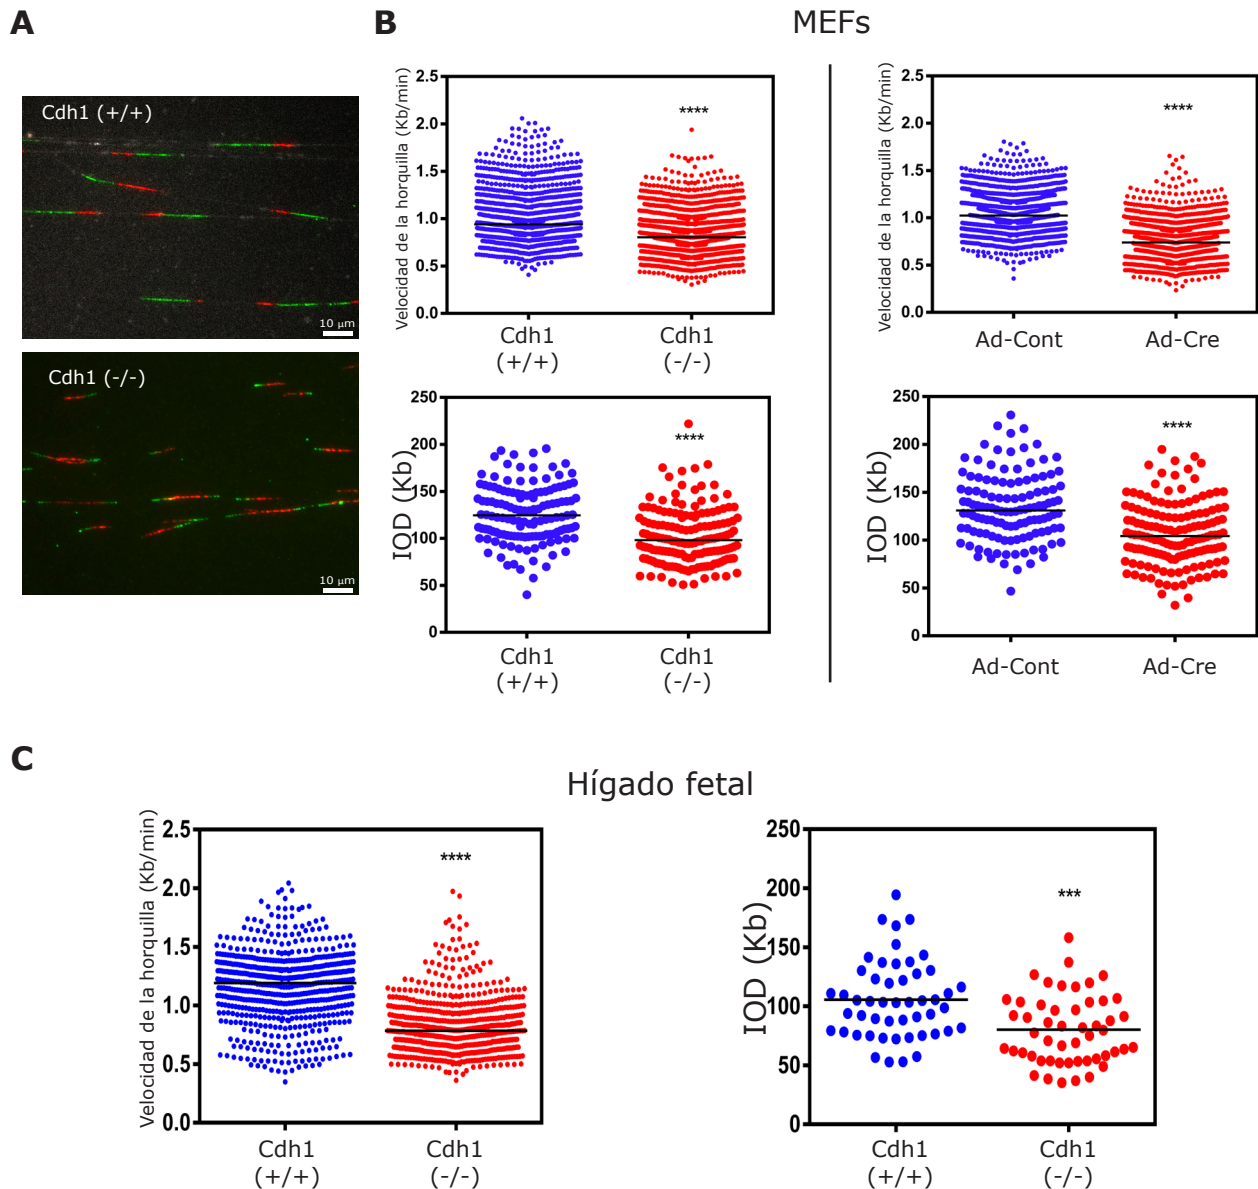 A
B
MEFs
Cdh1 (+/+)
10 µm
Cdh1 (-/-)
10 µm
Velocidad de la horquilla (Kb/min)
2.5
2.0
1.5
1.0
0.5
0.0
****
Cdh1
(+/+)
Cdh1
(-/-)
Velocidad de la horquilla (Kb/min)
2.5
2.0
1.5
1.0
0.5
0.0
****
Ad-Cont
Ad-Cre
IOD (Kb)
250
200
150
100
50
0
****
Cdh1
(+/+)
Cdh1
(-/-)
IOD (Kb)
250
200
150
100
50
0
****
Ad-Cont
Ad-Cre
C
Hígado fetal
Velocidad de la horquilla (Kb/min)
2.5
2.0
1.5
1.0
0.5
0.0
****
Cdh1
(+/+)
Cdh1
(-/-)
IOD (Kb)
250
200
150
100
50
0
***
Cdh1
(+/+)
Cdh1
(-/-)